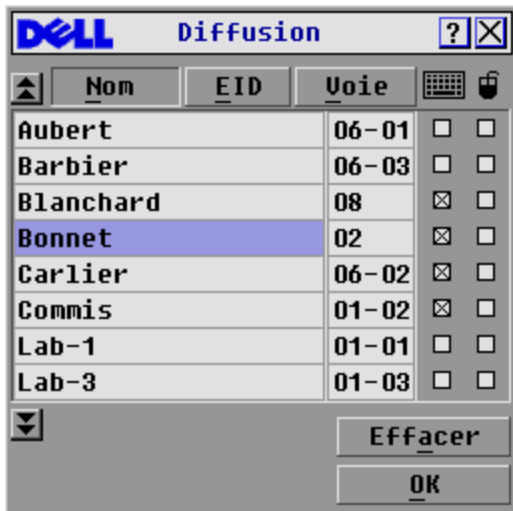 DELL Diffusion ?
Nom EID Voie
Aubert 06-01
Barbier 06-03
Blanchard 08
Bonnet 02
Carlier 06-02
Commis 01-02
Lab-1 01-01
Lab-3 01-03
Effacer
OK